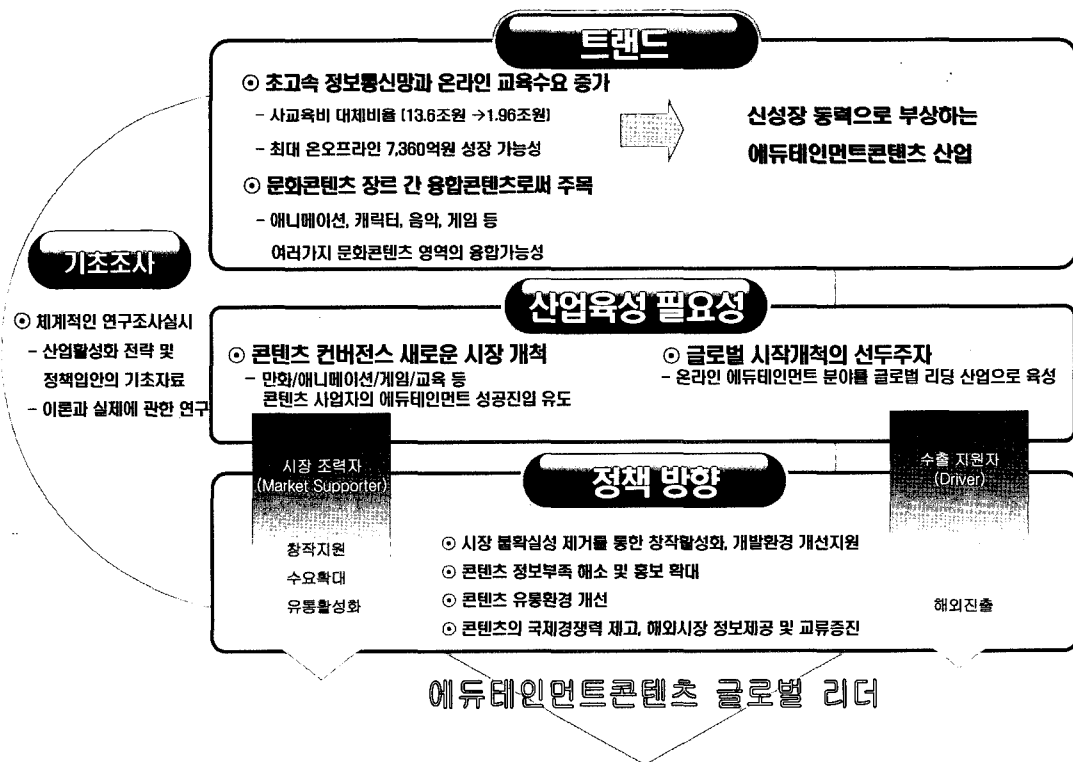 트랜드
⊙ 초고속 정보통신망과 온라인 교육수요 증가
- 사교육비 대체비율 (13.6조원 →1.96조원)
- 최대 온오프라인 7,360억원 성장 가능성
⊙ 문화콘텐츠 장르 간 융합콘텐츠로써 주목
- 애니메이션, 캐릭터, 음악, 게임 등
여러가지 문화콘텐츠 영역의 융합가능성
신성장 동력으로 부상하는
에듀테인먼트콘텐츠 산업
기초조사
⊙ 체계적인 연구조사실시
- 산업활성화 전략 및
정책입안의 기초자료
- 이론과 실제에 관한 연구
산업육성 필요성
⊙ 콘텐츠 컨버전스 새로운 시장 개척
- 만화/애니메이션/게임/교육 등
콘텐츠 사업자의 에듀테인먼트 성공진입 유도
⊙ 글로벌 시작개척의 선두주자
- 온라인 에듀테인먼트 분야를 글로벌 리딩 산업으로 육성
시장 조력자
(Market Supporter)
창작지원
수요확대
유통활성화
정책 방향
⊙ 시장 불확실성 제거를 통한 창작활성화, 개발환경 개선지원
⊙ 콘텐츠 정보부족 해소 및 홍보 확대
⊙ 콘텐츠 유통환경 개선
⊙ 콘텐츠의 국제경쟁력 제고, 해외시장 정보제공 및 교류증진
수출 지원자
(Driver)
해외진출
에듀테인먼트콘텐츠 글로벌 리더